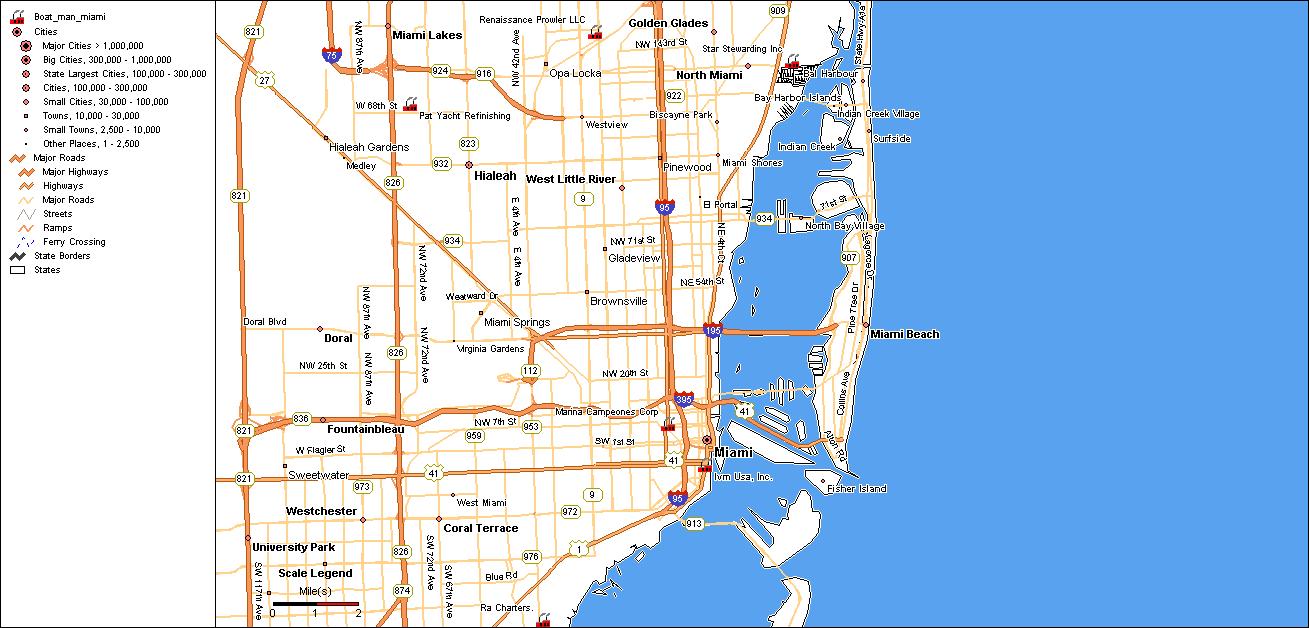 Boat_man_miami
Cities
Major Cities > 1,000,000
Big Cities, 300,000 - 1,000,000
State Largest Cities, 100,000 - 300,000
Cities, 100,000 - 300,000
Small Cities, 30,000 - 100,000
Towns, 10,000 - 30,000
Small Towns, 2,500 - 10,000
Other Places, 1 - 2,500
Major Roads
Major Highways
Highways
Major Roads
Streets
Ramps
Ferry Crossing
State Borders
States
909
Renaissance Prowler LLC
Golden Glades
821
Miami Lakes
NW 87th Ave
NW 42nd Ave
NW 143rd St
Star Stewarding Inc
State Hwy-A1A
75
924
916
Opa Locka
North Miami
Bal Harbour
27
922
Bay Harbor Islands
W 68th St
Pat Yacht Refinishing
Westview
Biscayne Park
Indian Creek Village
Surfside
823
Hialeah Gardens
Indian Creek
Medley
932
Pinewood
Miami Shores
Hialeah
West Little River
826
821
E 4th Ave
9
95
El Portal
71st St
934
North Bay Village
NE 4th Ct
934
NW 71st St
NW 72nd Ave
E 4th Ave
Gladeview
907
NE 54th St
NW 87th Ave
Westward Dr
Brownsville
Pine Tree Dr
Doral Blvd
Miami Springs
195
Miami Beach
Doral
NW 72nd Ave
Virginia Gardens
826
NW 25th St
NW 87th Ave
112
NW 20th St
Collins Ave
395
41
Manna Campeones Corp
836
821
Fountainbleau
NW 7th St
953
959
SW 1st St
Alton Rd
Miami
W Flagler St
Sweetwater
41
41
821
Ivm Usa, Inc.
973
Fisher Island
9
95
West Miami
Westchester
972
Coral Terrace
913
University Park
826
1
976
SW 72nd Ave
Scale Legend
SW 117th Ave
Blue Rd
SW 67th Ave
Mile(s)
874
0
1
2
Ra Charters.